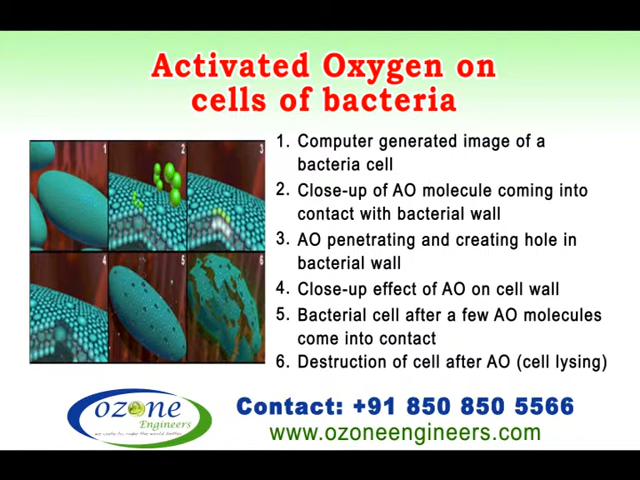 Activated Oxygen on
cells of bacteria
1 2 3
4 5 6
1. Computer generated image of a
bacteria cell
2. Close-up of AO molecule coming into
contact with bacterial wall
3. AO penetrating and creating hole in
bacterial wall
4. Close-up effect of AO on cell wall
5. Bacterial cell after a few AO molecules
come into contact
6. Destruction of cell after AO (cell lysing)
ozone
Engineers
Contact: +91 850 850 5566
www.ozoneengineers.com